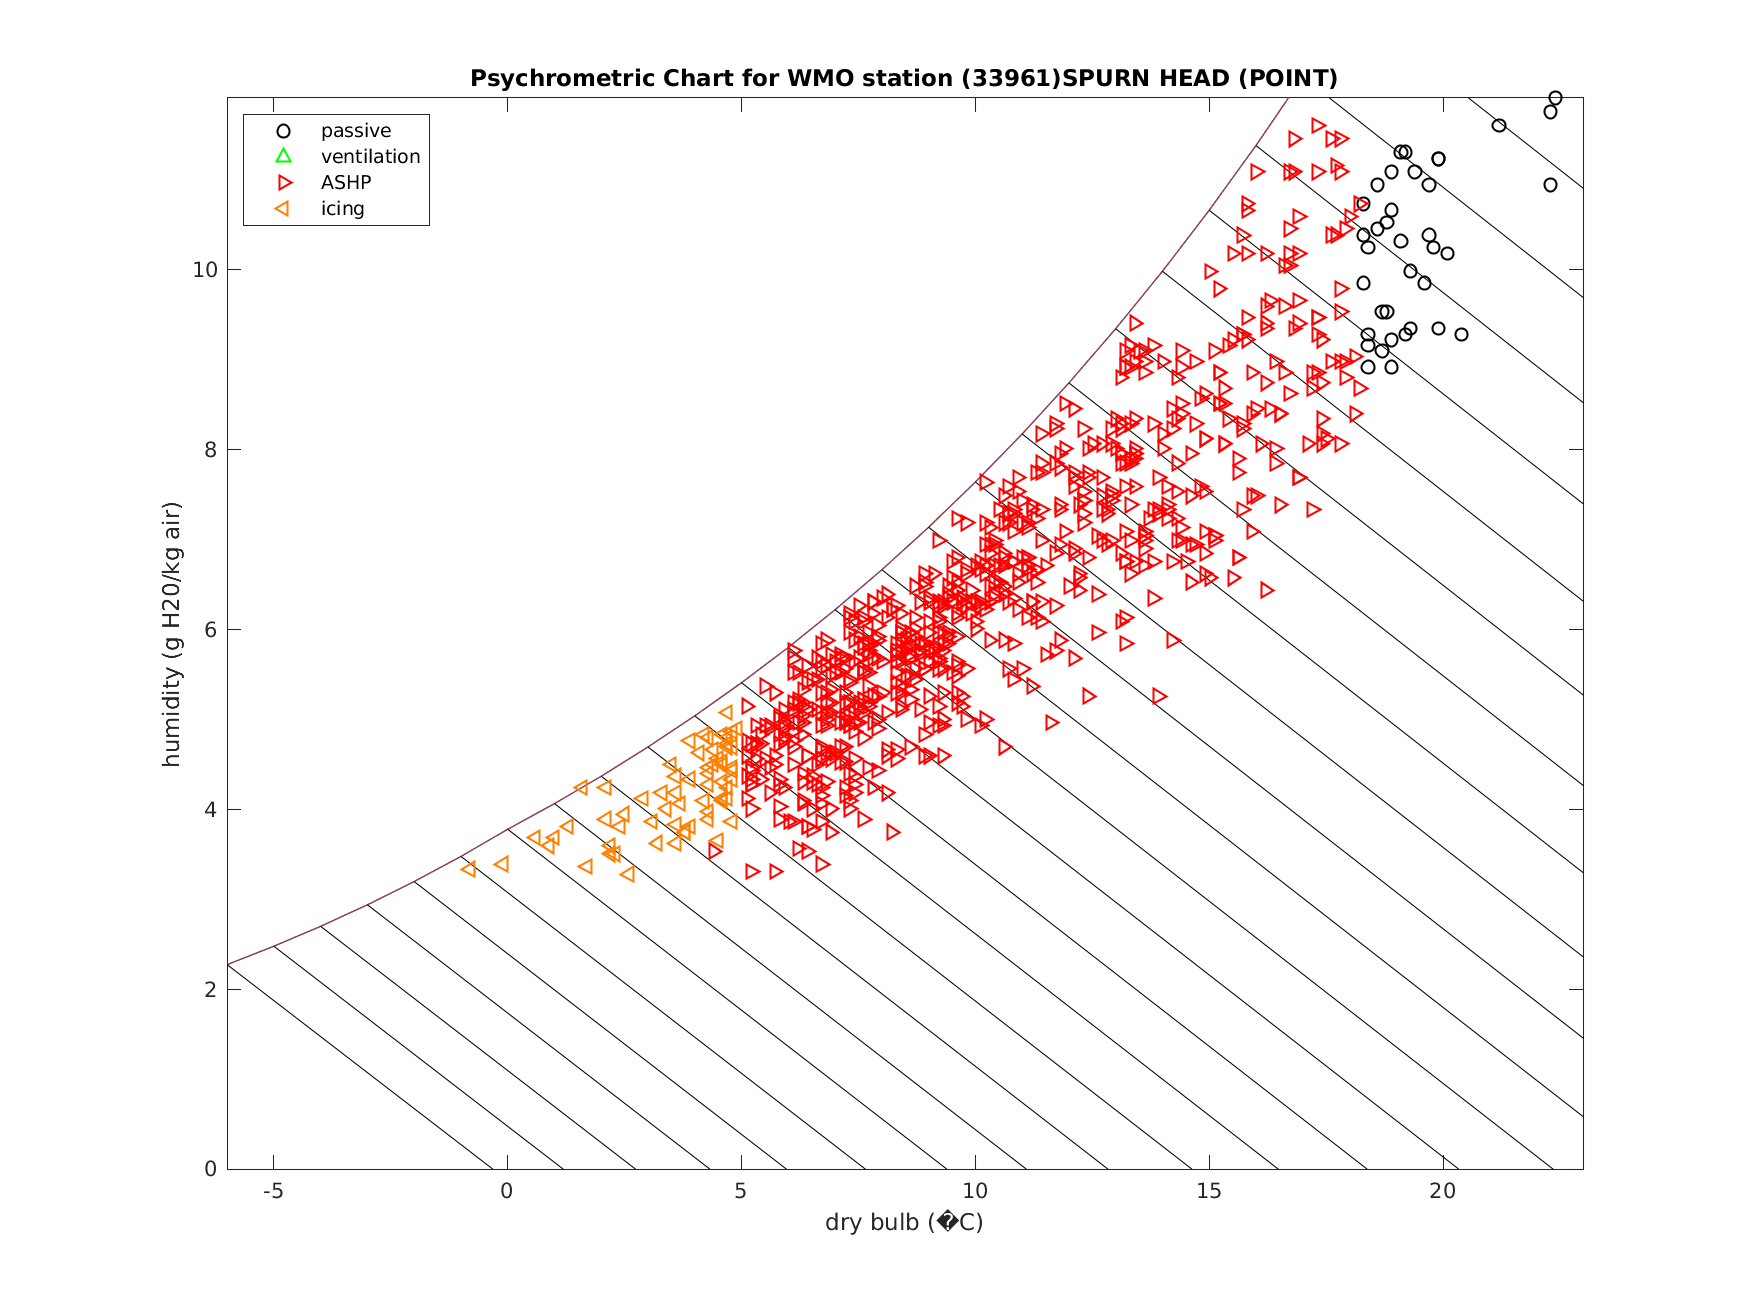 Psychrometric Chart for WMO station (33961)SPURN HEAD (POINT)
passive
ventilation
ASHP
icing
10
8
6
4
2
0
humidity (g H20/kg air)
-5 0 5 10 15 20
dry bulb (�C)